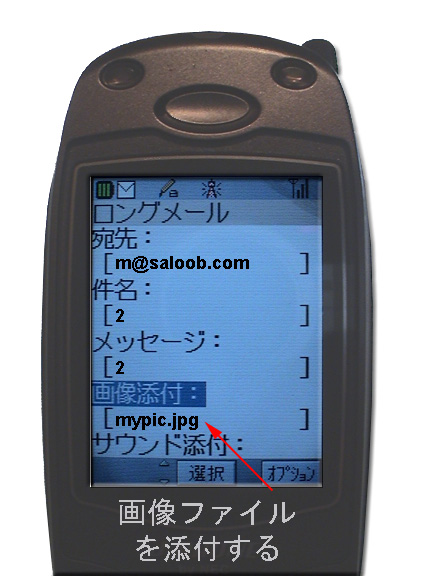 ロングメール
宛先：
[m@saloob.com ]
件名：
[2 ]
メッセージ：
[2 ]
画像添付：
[mypic.jpg ]
サウンド添付：
選択 ｵﾌﾟｼｮﾝ
画像ファイル
を添付する